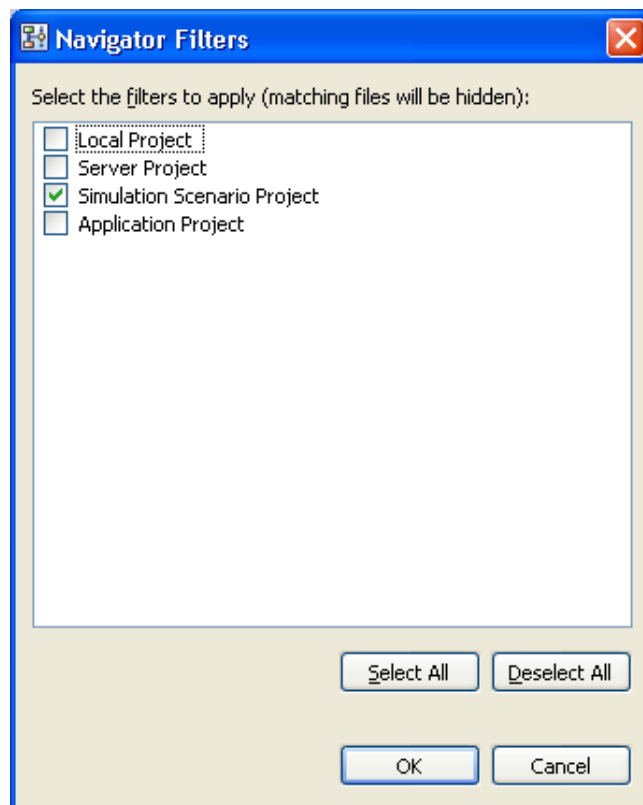 Navigator Filters
Select the filters to apply (matching files will be hidden):
Local Project
Server Project
Simulation Scenario Project
Application Project
Select All Deselect All
OK Cancel